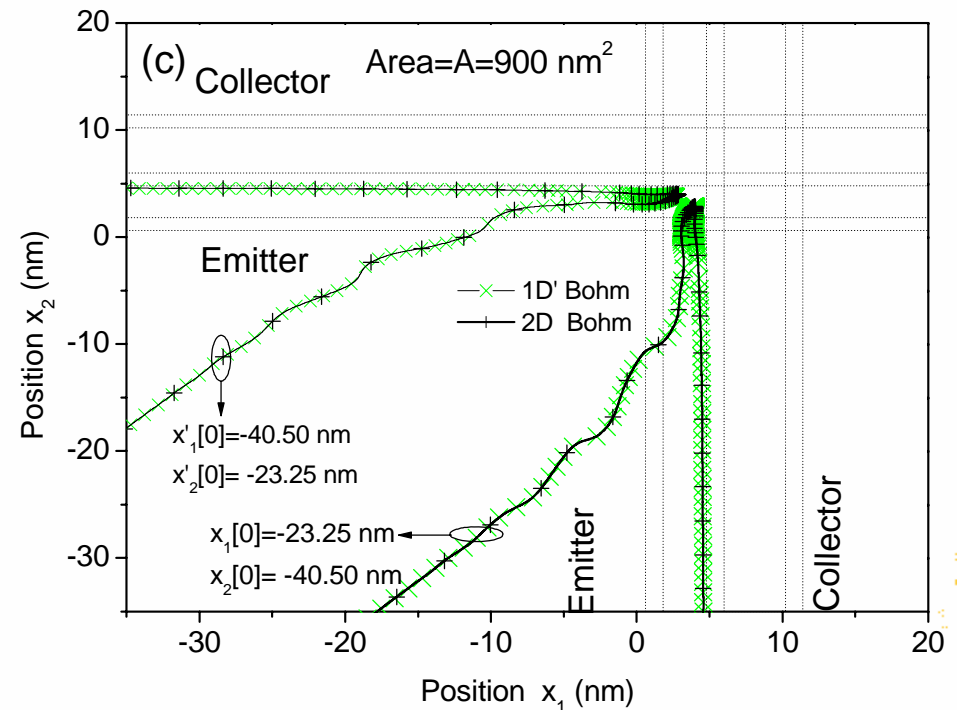 (c)
Collector
Area=A=900 nm²
20
10
0
-10
-20
-30
Position x₂ (nm)
Emitter
1D' Bohm
2D Bohm
x'₁[0]=-40.50 nm
x'₂[0]= -23.25 nm
x₁[0]=-23.25 nm
x₂[0]= -40.50 nm
Emitter
Collector
-30
-20
-10
0
10
20
Position x₁ (nm)